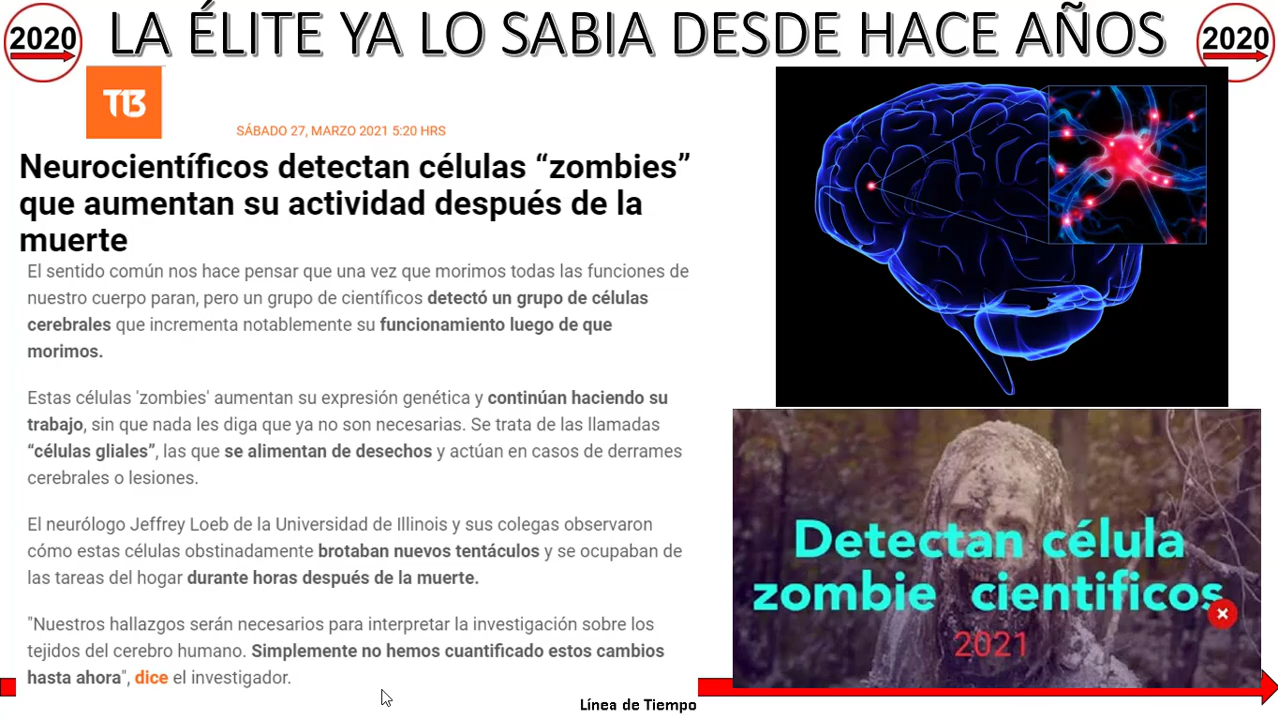 2020
LA ÉLITE YA LO SABIA DESDE HACE AÑOS
2020
T13
SÁBADO 27, MARZO 2021 5:20 HRS
Neurocientíficos detectan células “zombies”
que aumentan su actividad después de la
muerte
El sentido común nos hace pensar que una vez que morimos todas las funciones de
nuestro cuerpo paran, pero un grupo de científicos detectó un grupo de células
cerebrales que incrementa notablemente su funcionamiento luego de que
morimos.
Estas células 'zombies' aumentan su expresión genética y continúan haciendo su
trabajo, sin que nada les diga que ya no son necesarias. Se trata de las llamadas
“células gliales”, las que se alimentan de desechos y actúan en casos de derrames
cerebrales o lesiones.
El neurólogo Jeffrey Loeb de la Universidad de Illinois y sus colegas observaron
cómo estas células obstinadamente brotaban nuevos tentáculos y se ocupaban de
las tareas del hogar durante horas después de la muerte.
"Nuestros hallazgos serán necesarios para interpretar la investigación sobre los
tejidos del cerebro humano. Simplemente no hemos cuantificado estos cambios
hasta ahora", dice el investigador.
Detectan célula
zombie cientificos
2021
Línea de Tiempo